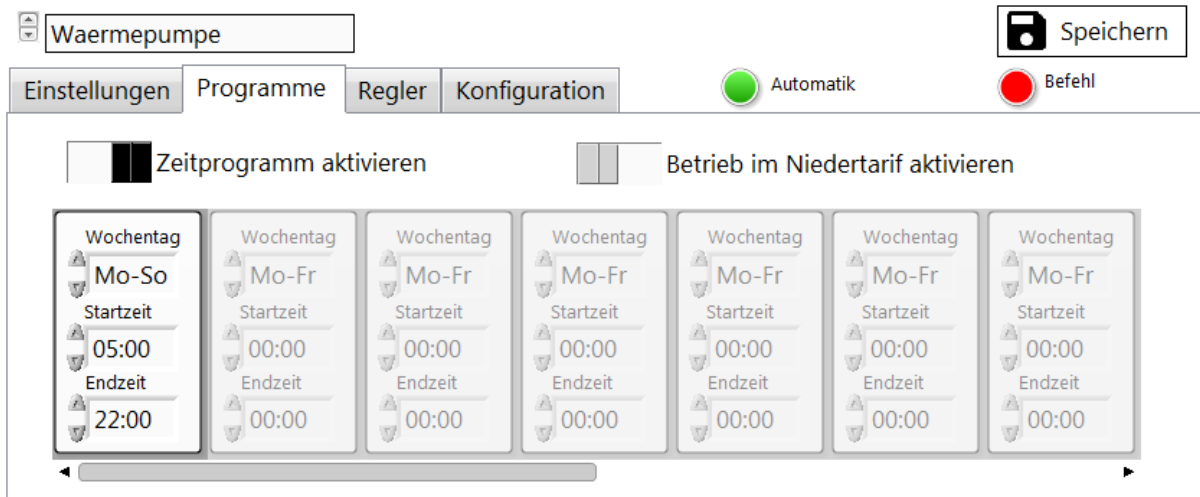 Waermepumpe
Speichern
Einstellungen Programme Regler Konfiguration Automatik Befehl
Zeitprogramm aktivieren Betrieb im Niedertarif aktivieren
Wochentag Wochentag Wochentag Wochentag Wochentag Wochentag Wochentag
Mo-So Mo-Fr Mo-Fr Mo-Fr Mo-Fr Mo-Fr Mo-Fr
Startzeit Startzeit Startzeit Startzeit Startzeit Startzeit Startzeit
05:00 00:00 00:00 00:00 00:00 00:00 00:00
Endzeit Endzeit Endzeit Endzeit Endzeit Endzeit Endzeit
22:00 00:00 00:00 00:00 00:00 00:00 00:00